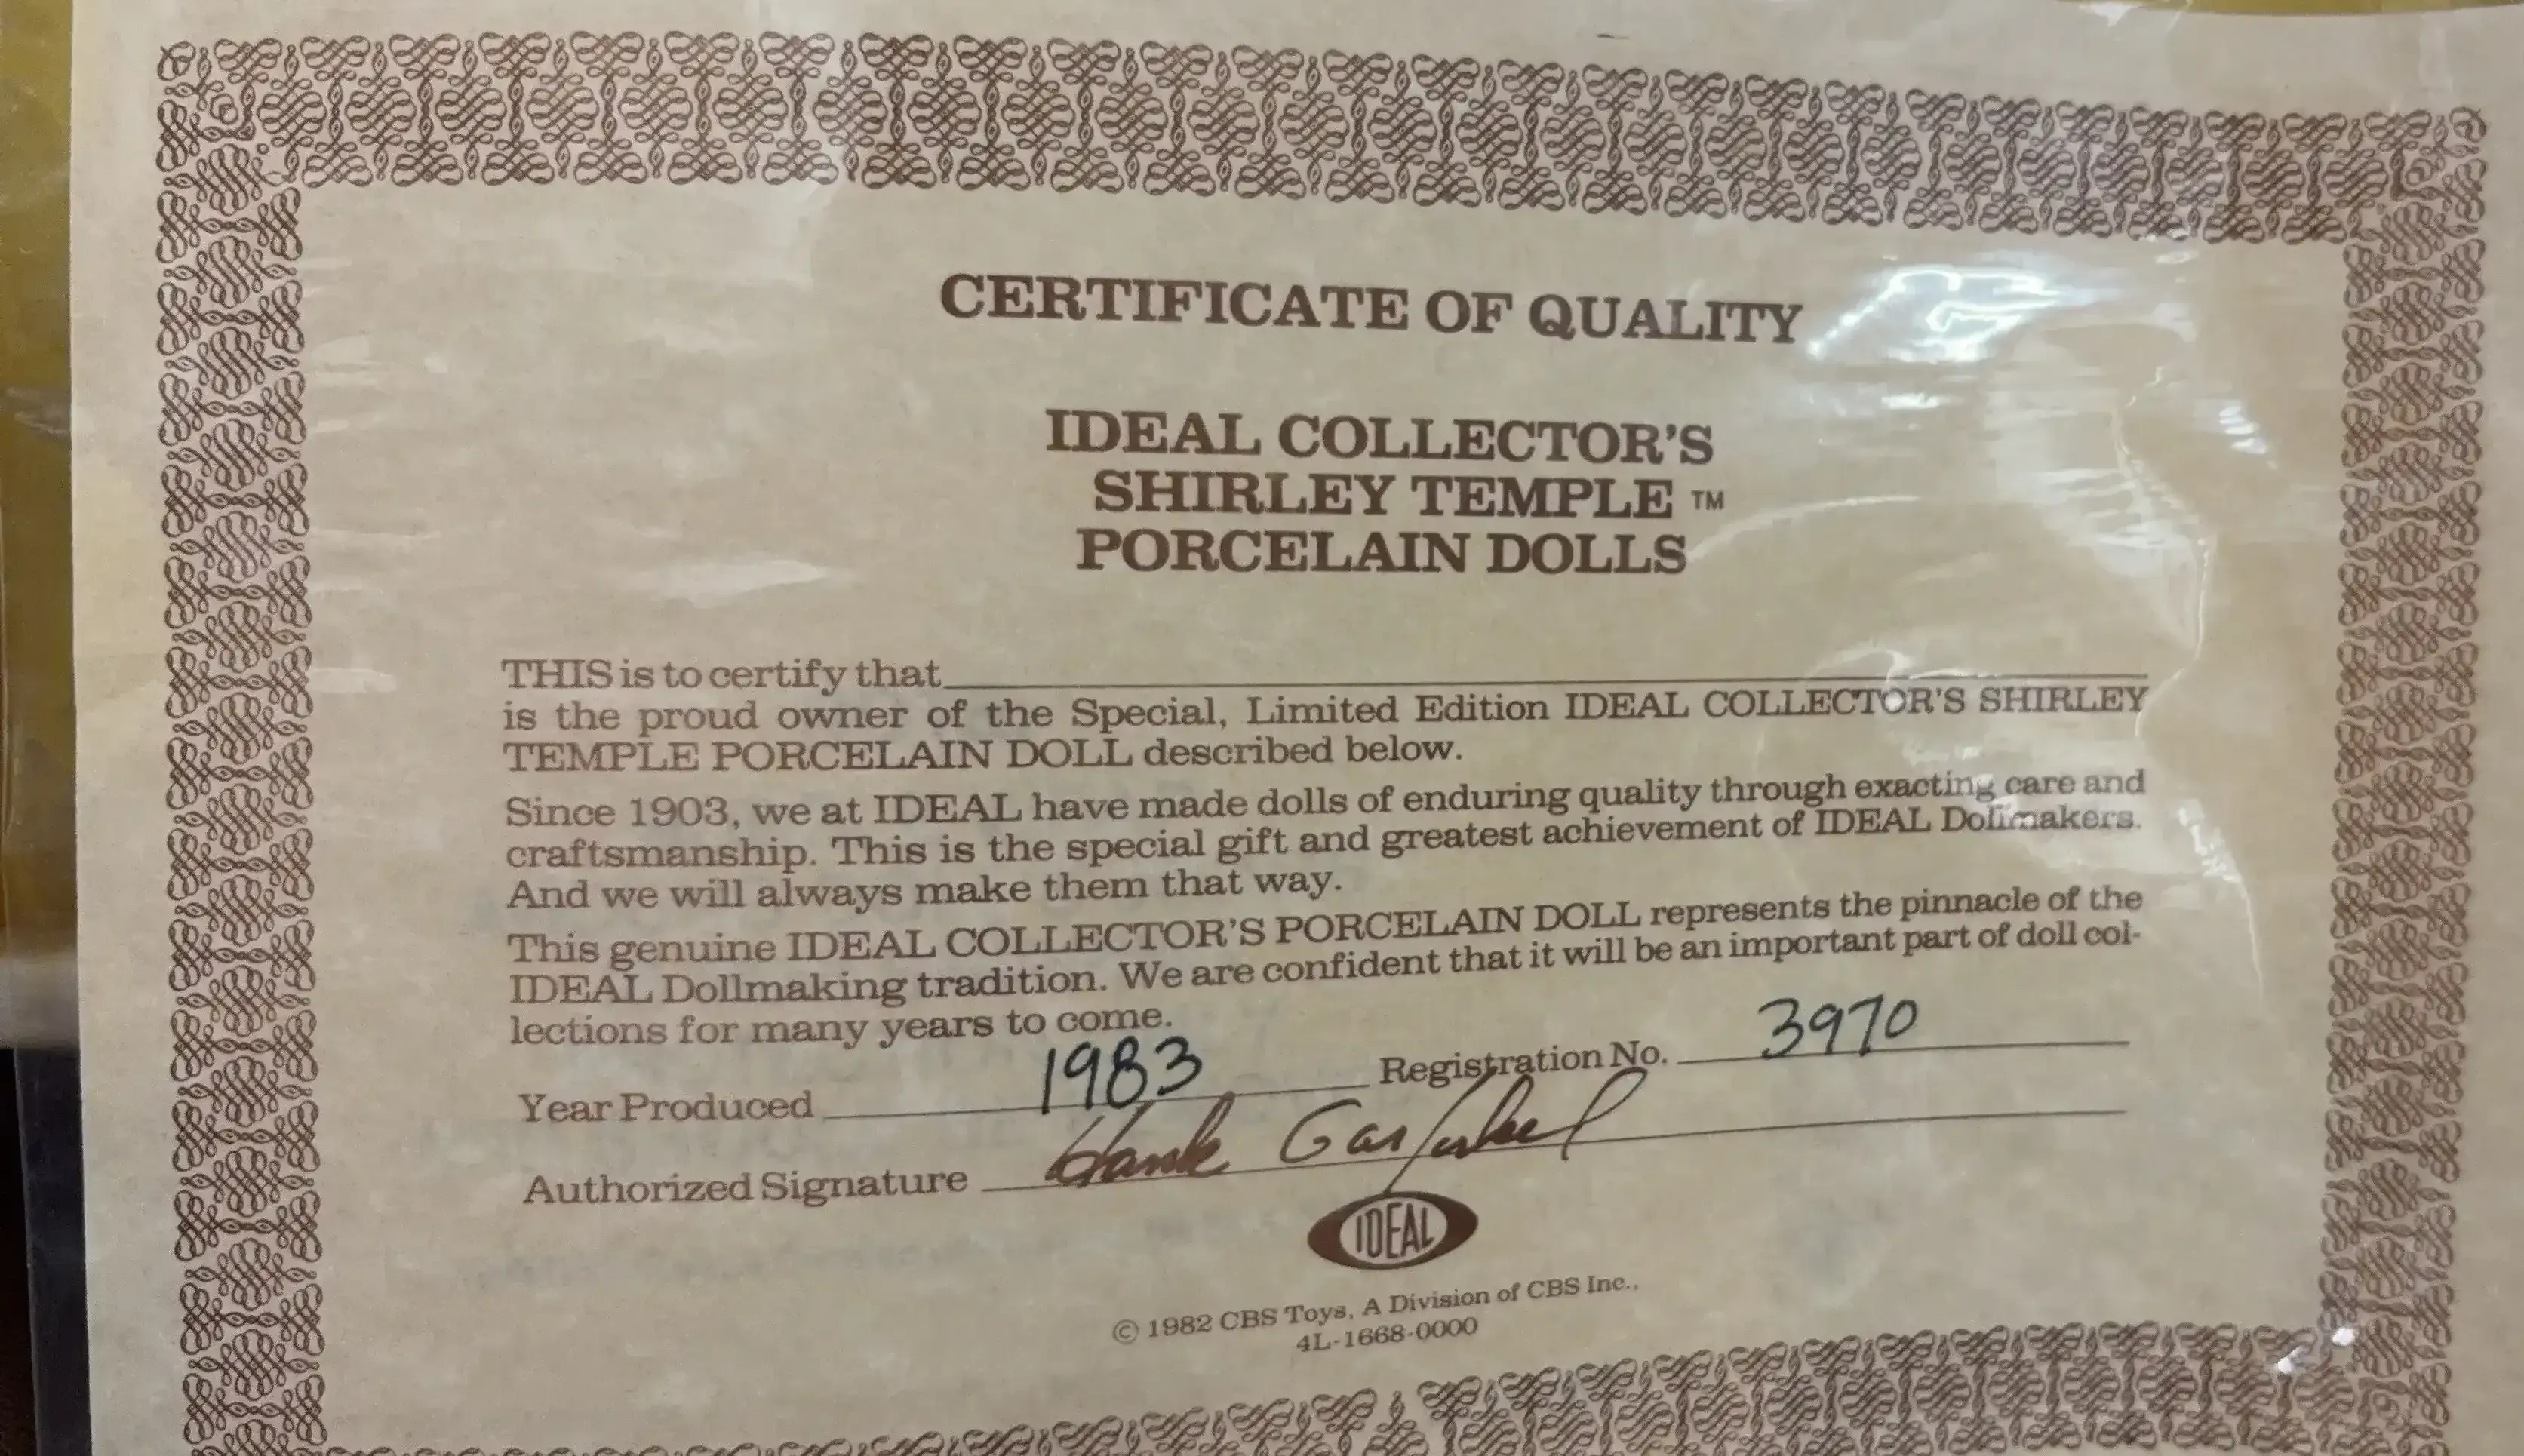 CERTIFICATE OF QUALITY
IDEAL COLLECTOR'S
SHIRLEY TEMPLE ™
PORCELAIN DOLLS
THIS is to certify that
is the proud owner of the Special, Limited Edition IDEAL COLLECTOR'S SHIRLEY
TEMPLE PORCELAIN DOLL described below.
Since 1903, we at IDEAL have made dolls of enduring quality through exacting care and
craftsmanship. This is the special gift and greatest achievement of IDEAL Dollmakers.
And we will always make them that way.
This genuine IDEAL COLLECTOR'S PORCELAIN DOLL represents the pinnacle of the
IDEAL Dollmaking tradition. We are confident that it will be an important part of doll col-
lections for many years to come.
Year Produced 1983 Registration No. 3970
Authorized Signature Hank
IDEAL
© 1982 CBS Toys, A Division of CBS Inc.,
4L-1668-0000